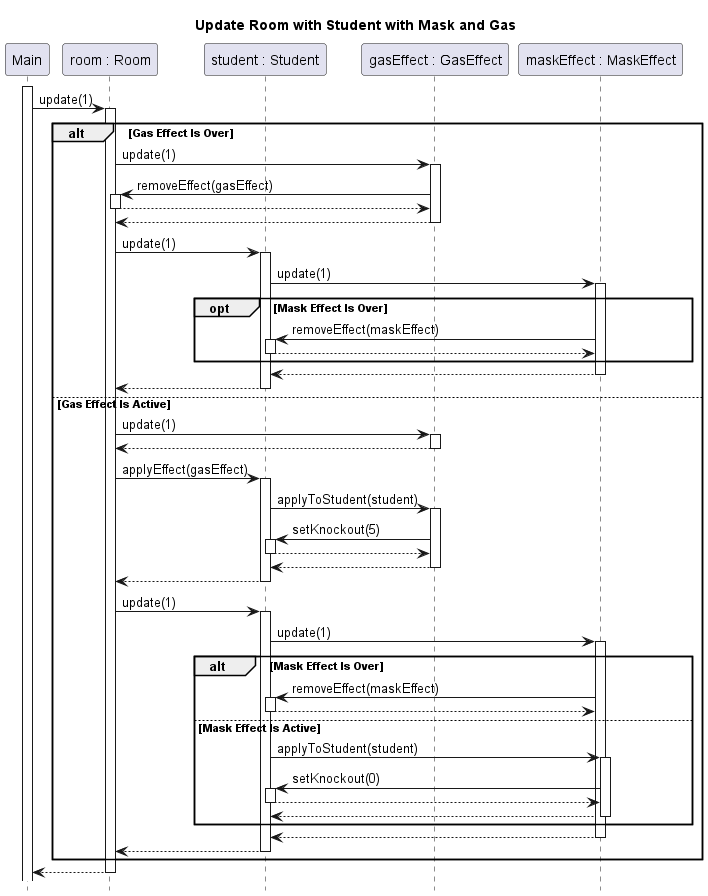 Update Room with Student with Mask and Gas
Main
room : Room
student : Student
gasEffect : GasEffect
maskEffect : MaskEffect
update(1)
alt
[Gas Effect Is Over]
update(1)
removeEffect(gasEffect)
update(1)
update(1)
opt
[Mask Effect Is Over]
removeEffect(maskEffect)
[Gas Effect Is Active]
update(1)
applyEffect(gasEffect)
applyToStudent(student)
setKnockout(5)
update(1)
update(1)
alt
[Mask Effect Is Over]
removeEffect(maskEffect)
[Mask Effect Is Active]
applyToStudent(student)
setKnockout(0)